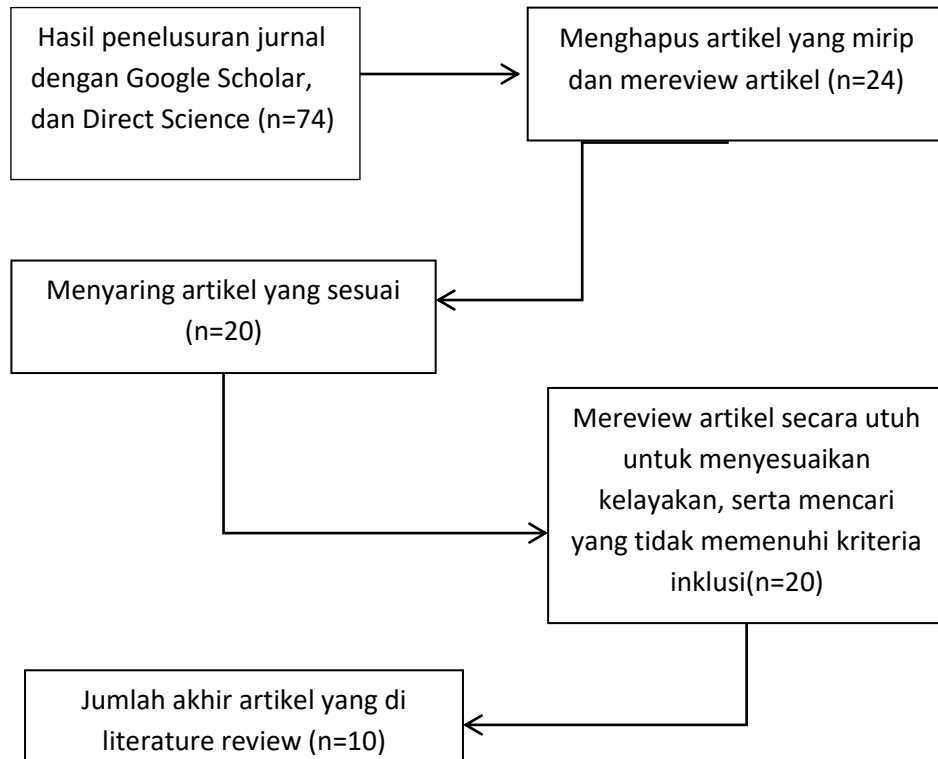 Hasil penelusuran jurnal
dengan Google Scholar,
dan Direct Science (n=74)
Menghapus artikel yang mirip
dan mereview artikel (n=24)
Menyaring artikel yang sesuai
(n=20)
Mereview artikel secara utuh
untuk menyesuaikan
kelayakan, serta mencari
yang tidak memenuhi kriteria
inklusi(n=20)
Jumlah akhir artikel yang di
literature review (n=10)